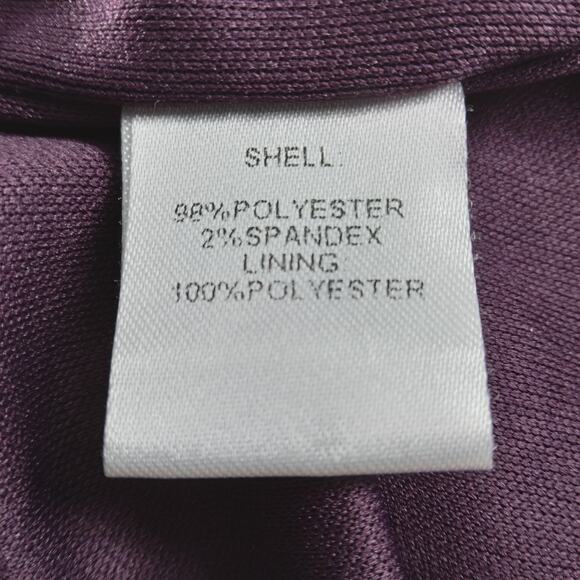 SHELL:
98%POLYESTER
2%SPANDEX
LINING
100%POLYESTER